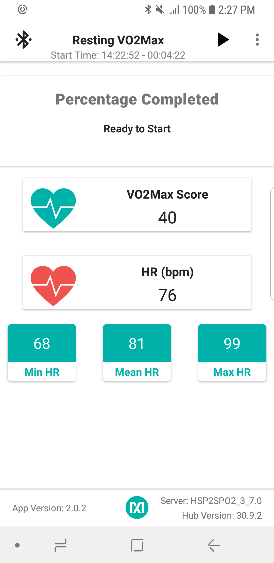 100% 2:27 PM
Resting VO2Max
Start Time: 14:22:52 - 00:04:22
Percentage Completed
Ready to Start
VO2Max Score
40
HR (bpm)
76
68 81 99
Min HR Mean HR Max HR
App Version: 2.0.2
Server: HSP2SPO2_3_7.0
Hub Version: 30.9.2